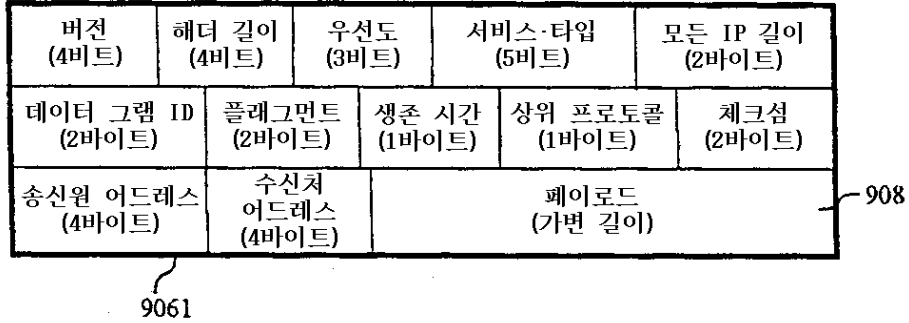 버전
(4비트)
해더 길이
(4비트)
우선도
(3비트)
서비스·타입
(5비트)
모든 IP 길이
(2바이트)
데이터 그램 ID
(2바이트)
플래그먼트
(2바이트)
생존 시간
(1바이트)
상위 프로토콜
(1바이트)
체크섬
(2바이트)
송신원 어드레스
(4바이트)
수신처
어드레스
(4바이트)
페이로드
(가변 길이)
908
9061